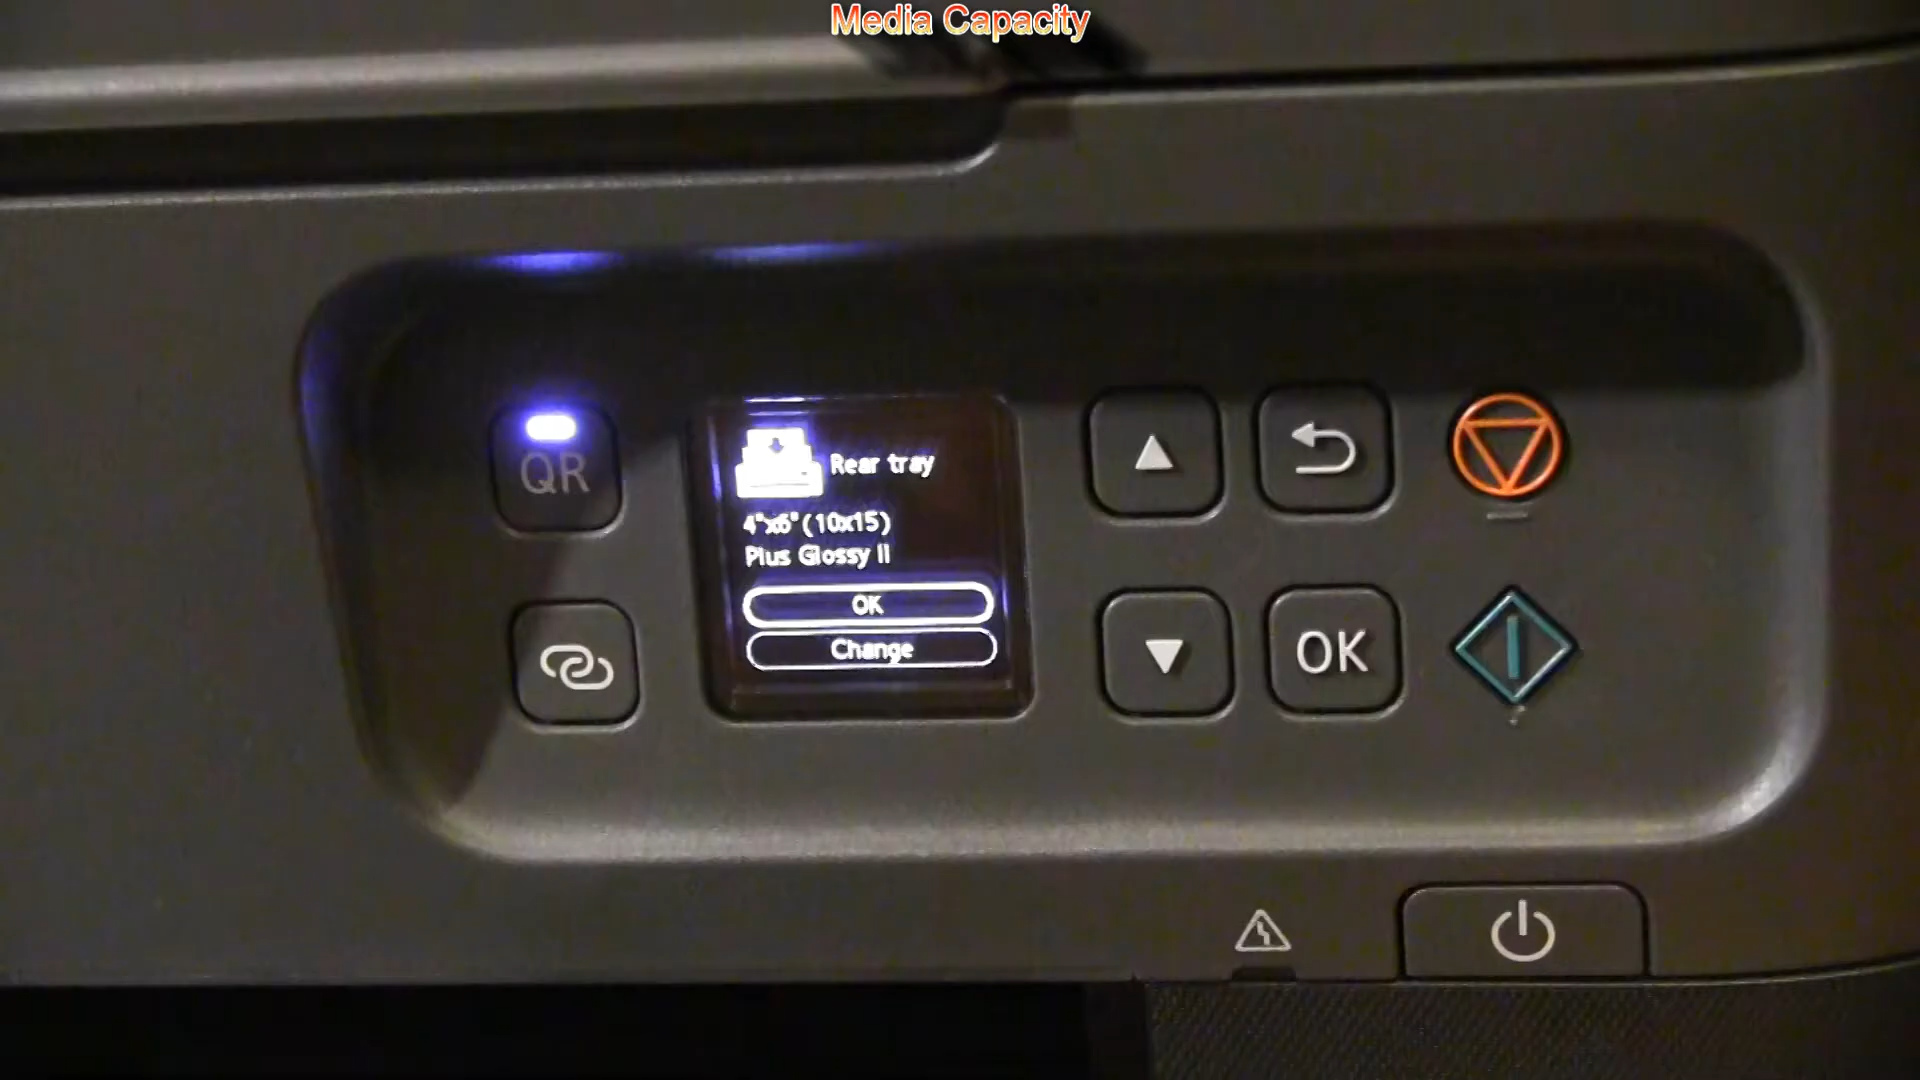 Media Capacity
QR
Rear tray
4"x6"(10x15)
Plus Glossy II
OK
Change
OK